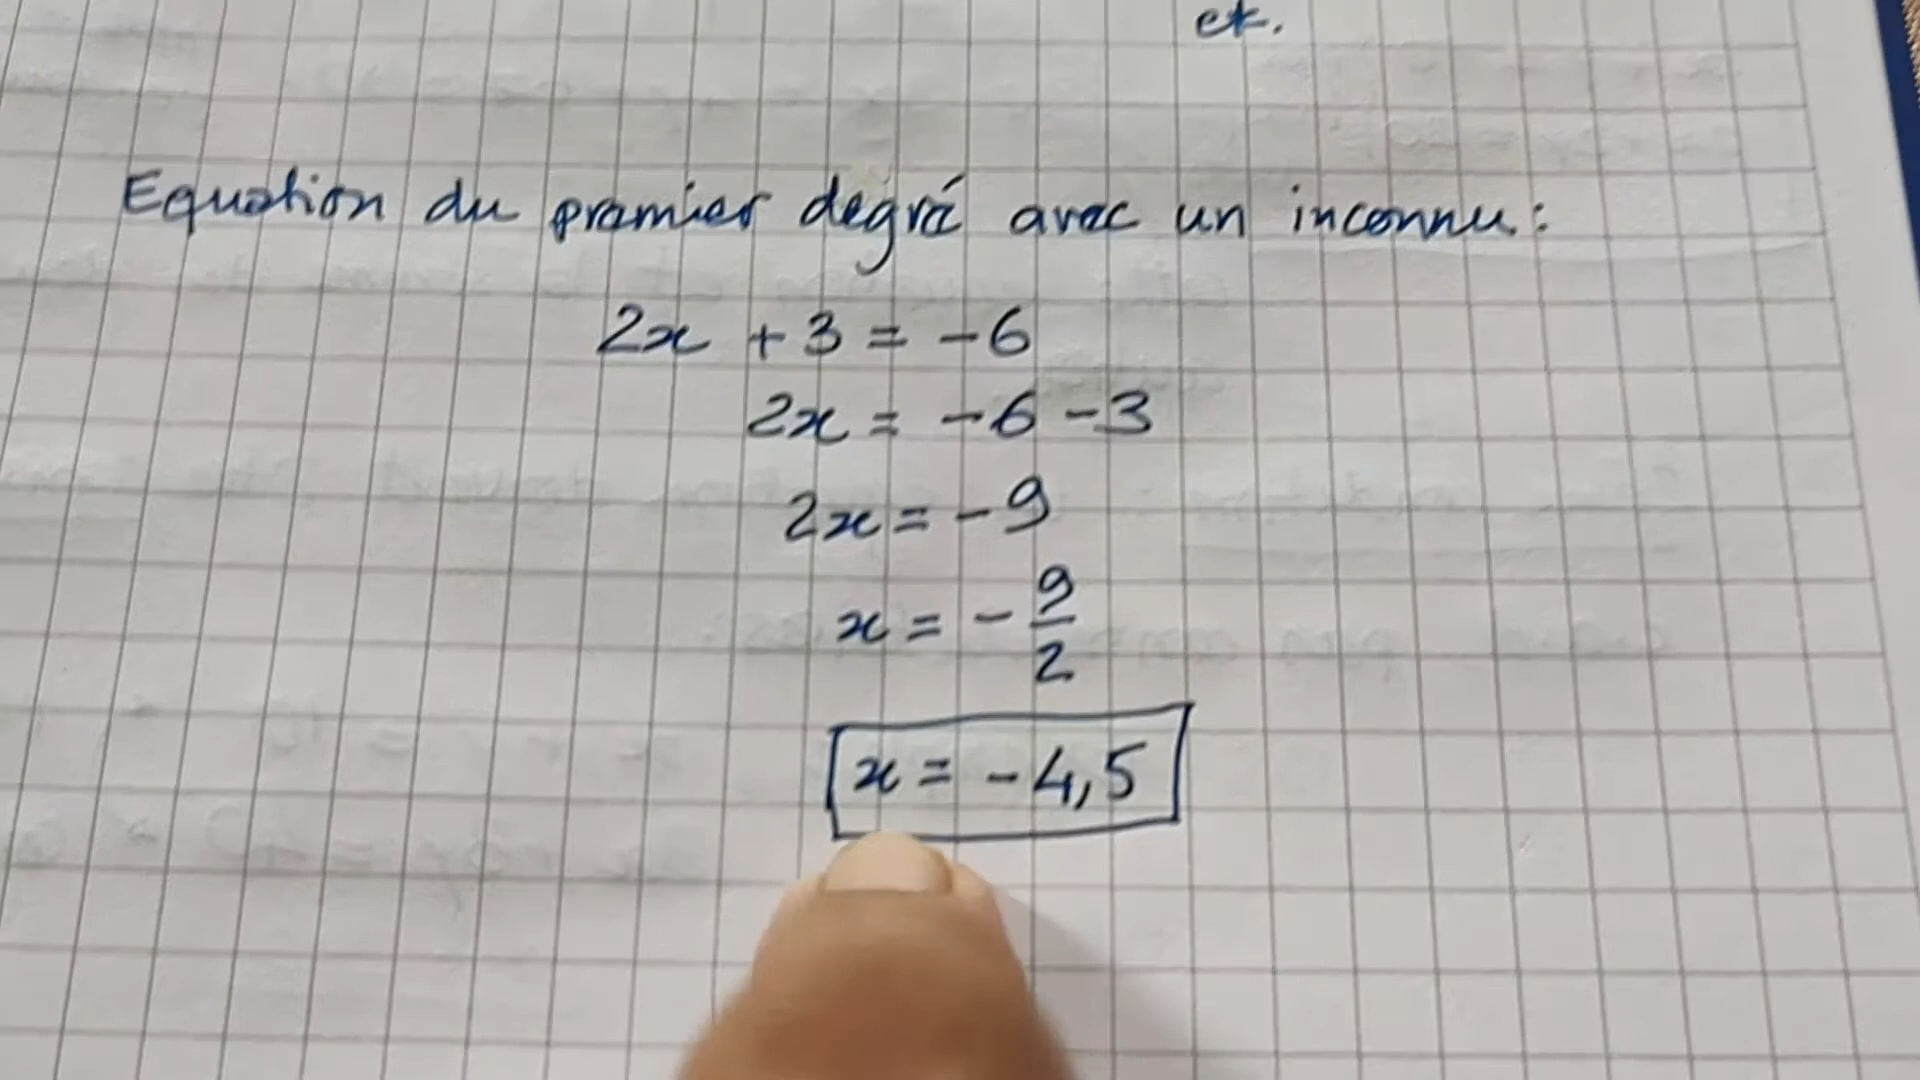 et.
Equation du premier degré avec un inconnu :
2x + 3 = -6
2x = -6 -3
2x = -9
x = - 9/2
x = -4,5